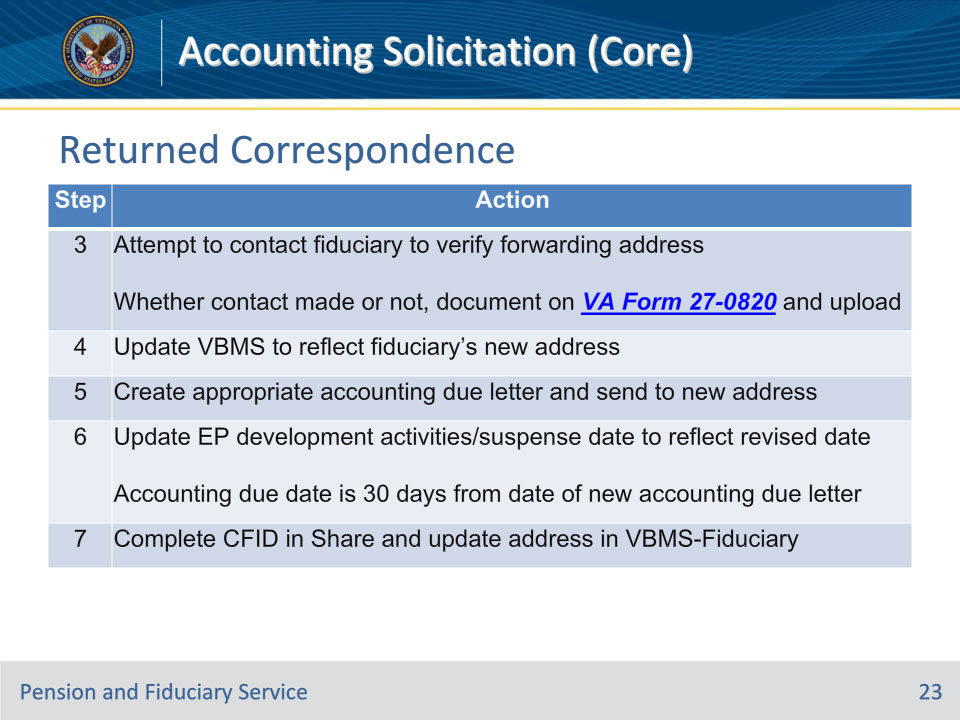 Accounting Solicitation (Core)
Returned Correspondence
Step Action
3 Attempt to contact fiduciary to verify forwarding address
Whether contact made or not, document on VA Form 27-0820 and upload
4 Update VBMS to reflect fiduciary’s new address
5 Create appropriate accounting due letter and send to new address
6 Update EP development activities/suspense date to reflect revised date
Accounting due date is 30 days from date of new accounting due letter
7 Complete CFID in Share and update address in VBMS-Fiduciary
Pension and Fiduciary Service 23